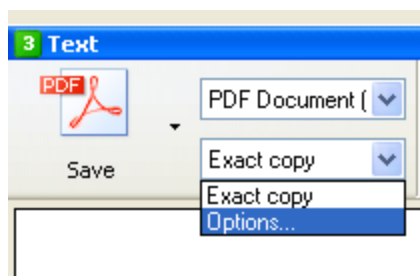 3 Text
PDF
PDF Document (
Save
Exact copy
Exact copy
Options...